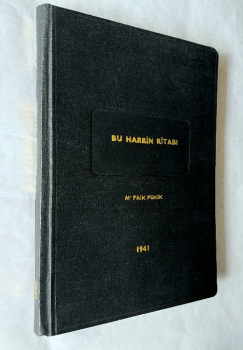 BU HARBİN KİTABI
Mᵗ FAİK FENİK
1941